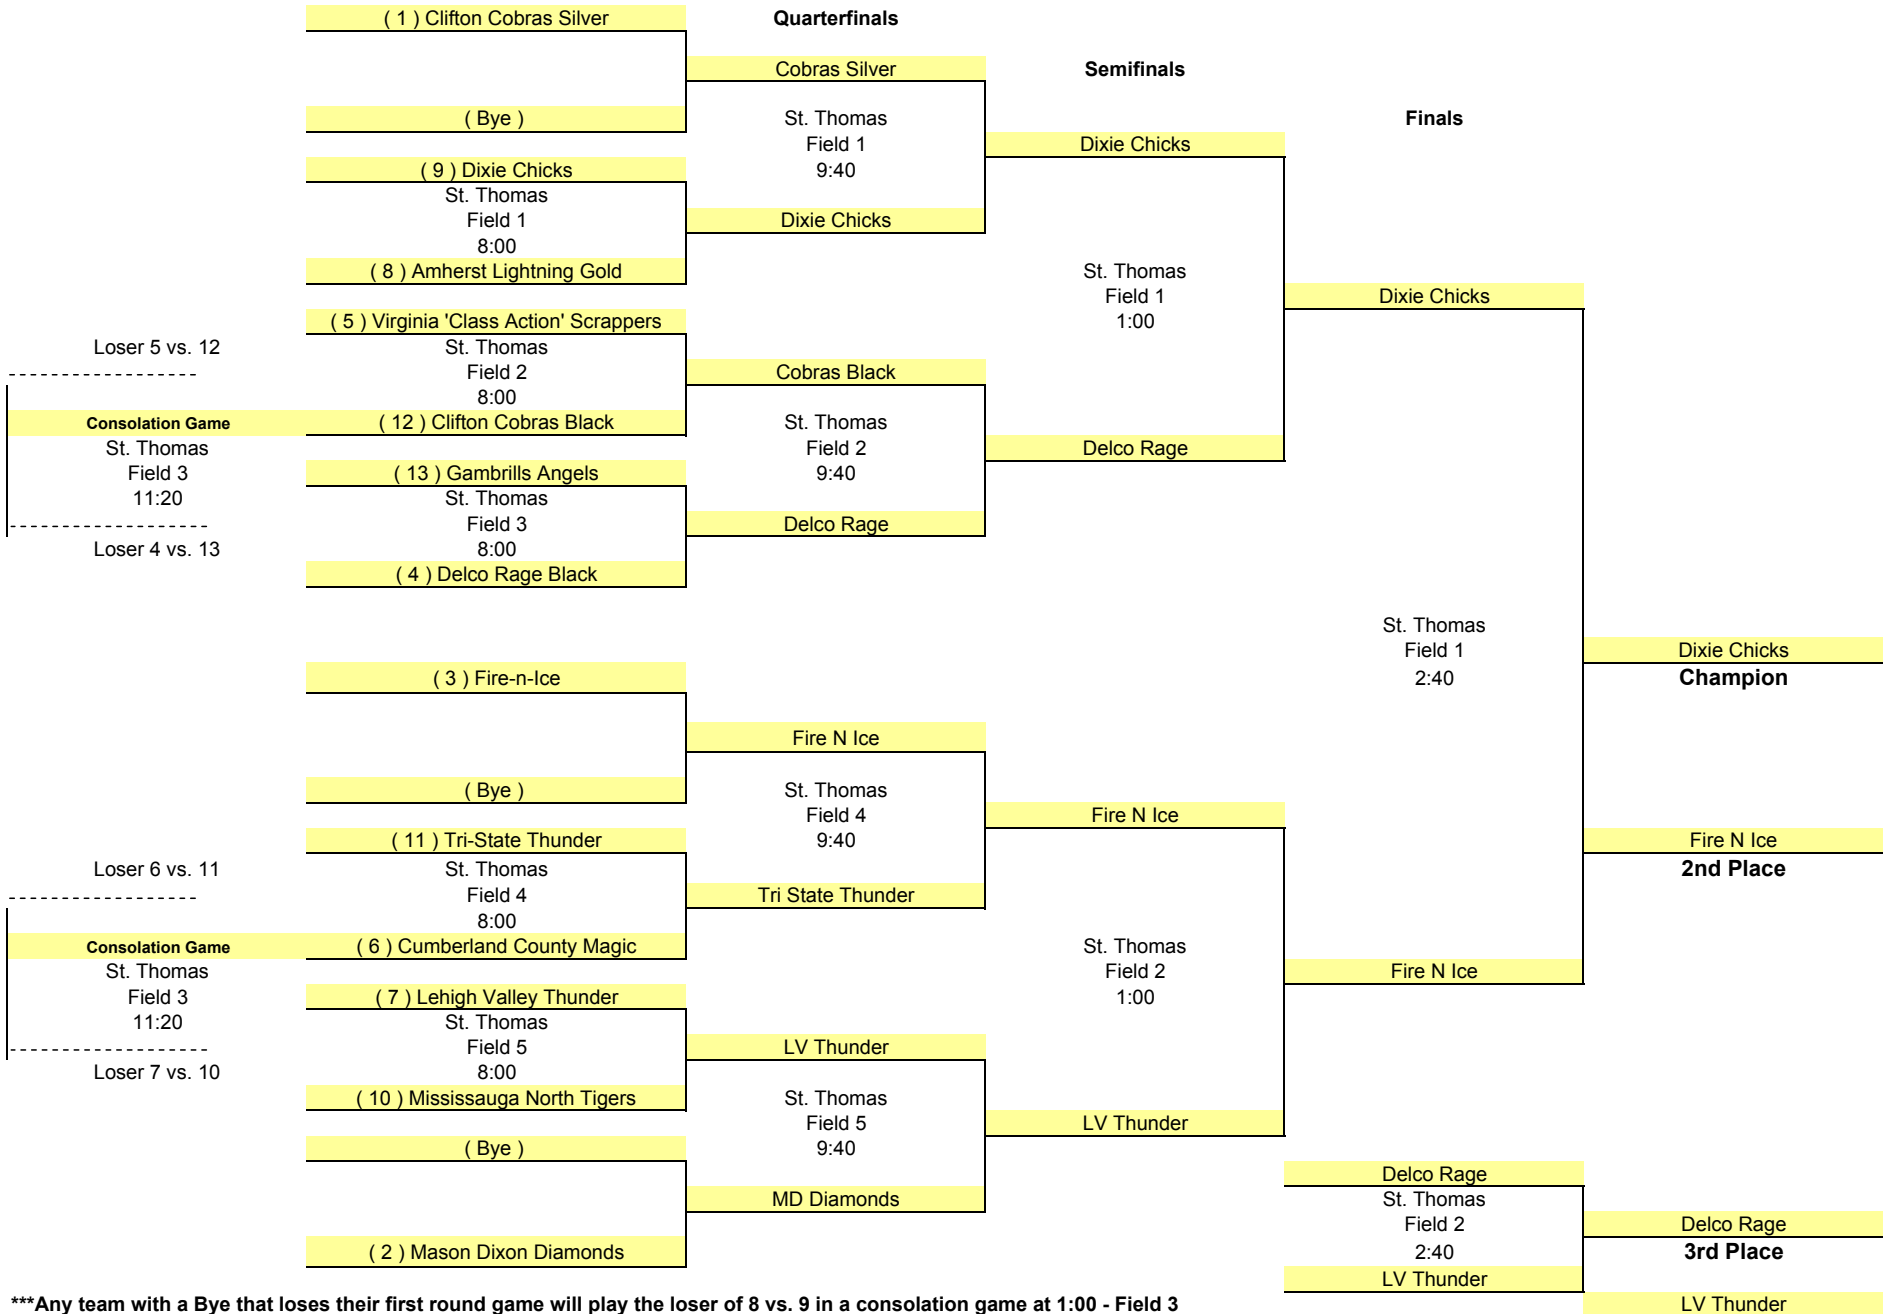 ( 1 ) Clifton Cobras Silver
Quarterfinals
Cobras Silver
Semifinals
( Bye )
St. Thomas
Finals
Field 1
Dixie Chicks
( 9 ) Dixie Chicks
9:40
St. Thomas
Field 1
Dixie Chicks
8:00
( 8 ) Amherst Lightning Gold
St. Thomas
Field 1
Dixie Chicks
( 5 ) Virginia 'Class Action' Scrappers
1:00
Loser 5 vs. 12
St. Thomas
------------------
Field 2
Cobras Black
8:00
Consolation Game
( 12 ) Clifton Cobras Black
St. Thomas
St. Thomas
Field 2
Delco Rage
Field 3
( 13 ) Gambrills Angels
9:40
11:20
St. Thomas
-------------------
Field 3
Delco Rage
Loser 4 vs. 13
8:00
( 4 ) Delco Rage Black
St. Thomas
Field 1
Dixie Chicks
( 3 ) Fire-n-Ice
2:40
Champion
Fire N Ice
( Bye )
St. Thomas
Field 4
Fire N Ice
( 11 ) Tri-State Thunder
9:40
Fire N Ice
Loser 6 vs. 11
St. Thomas
2nd Place
------------------
Field 4
Tri State Thunder
8:00
Consolation Game
( 6 ) Cumberland County Magic
St. Thomas
St. Thomas
Field 2
Fire N Ice
Field 3
( 7 ) Lehigh Valley Thunder
1:00
11:20
St. Thomas
-------------------
Field 5
LV Thunder
Loser 7 vs. 10
8:00
( 10 ) Mississauga North Tigers
St. Thomas
Field 5
LV Thunder
( Bye )
9:40
Delco Rage
MD Diamonds
St. Thomas
Field 2
Delco Rage
( 2 ) Mason Dixon Diamonds
2:40
3rd Place
LV Thunder
***Any team with a Bye that loses their first round game will play the loser of 8 vs. 9 in a consolation game at 1:00 - Field 3
LV Thunder